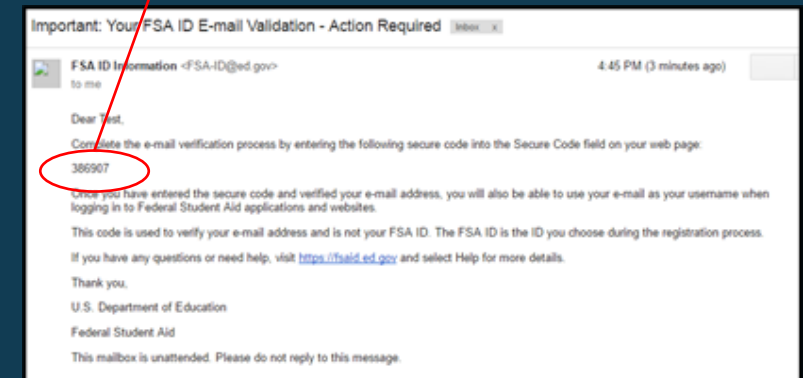 Important: Your FSA ID E-mail Validation - Action Required Inbox x
FSA ID Information <FSA-ID@ed.gov> 4:45 PM (3 minutes ago)
to me
Dear Test,
Complete the e-mail verification process by entering the following secure code into the Secure Code field on your web page:
386907
Once you have entered the secure code and verified your e-mail address, you will also be able to use your e-mail as your username when
logging in to Federal Student Aid applications and websites.
This code is used to verify your e-mail address and is not your FSA ID. The FSA ID is the ID you choose during the registration process.
If you have any questions or need help, visit https://fsaid.ed.gov and select Help for more details.
Thank you,
U.S. Department of Education
Federal Student Aid
This mailbox is unattended. Please do not reply to this message.